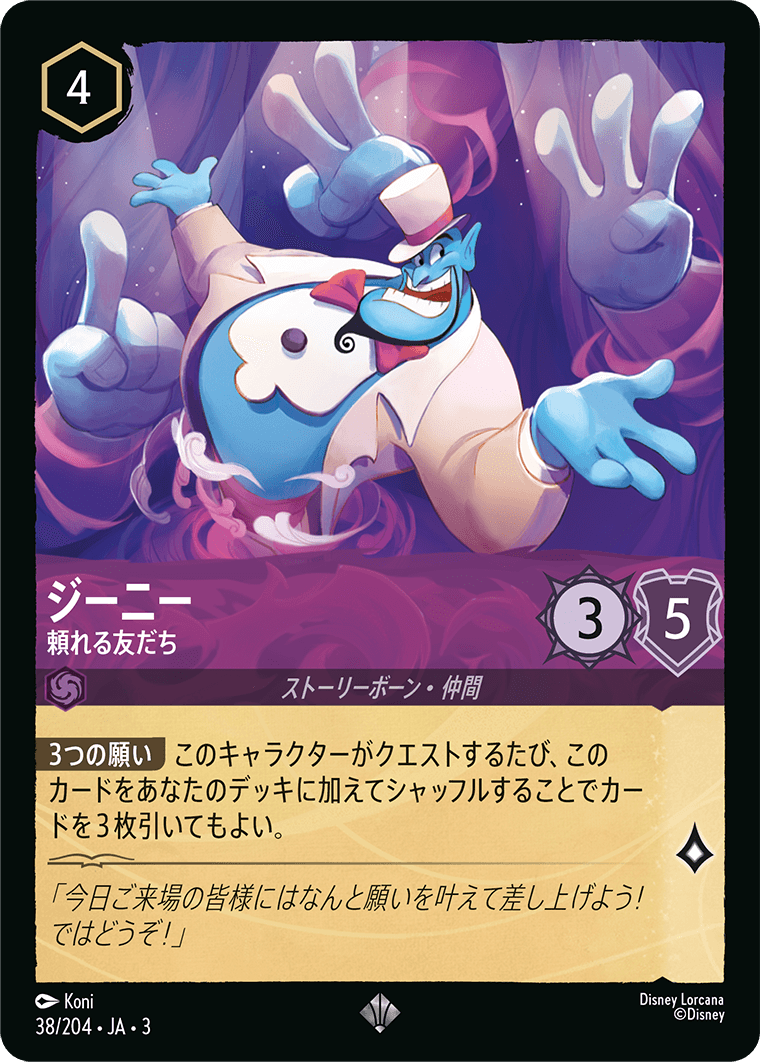 4
ジーニー
頼れる友だち
3
5
ストーリーボーン・仲間
3つの願い このキャラクターがクエストするたび、この
カードをあなたのデッキに加えてシャッフルすることでカー
ドを3枚引いてもよい。
「今日ご来場の皆様にはなんと願いを叶えて差し上げよう!
ではどうぞ!」
Koni
38/204・JA・3
Disney Lorcana
©Disney